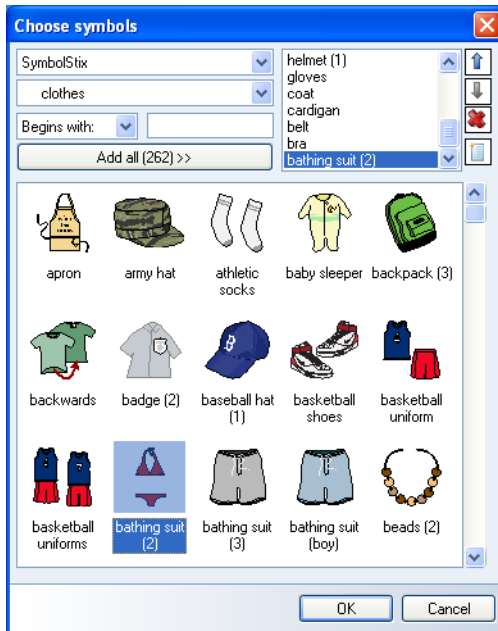 Choose symbols
SymbolStix
clothes
Begins with:
Add all (262) >>
helmet (1)
gloves
coat
cardigan
belt
bra
bathing suit (2)
apron
army hat
athletic
socks
baby sleeper
backpack (3)
backwards
badge (2)
baseball hat
(1)
basketball
shoes
basketball
uniform
basketball
uniforms
bathing suit
(2)
bathing suit
(3)
bathing suit
(boy)
beads (2)
OK
Cancel